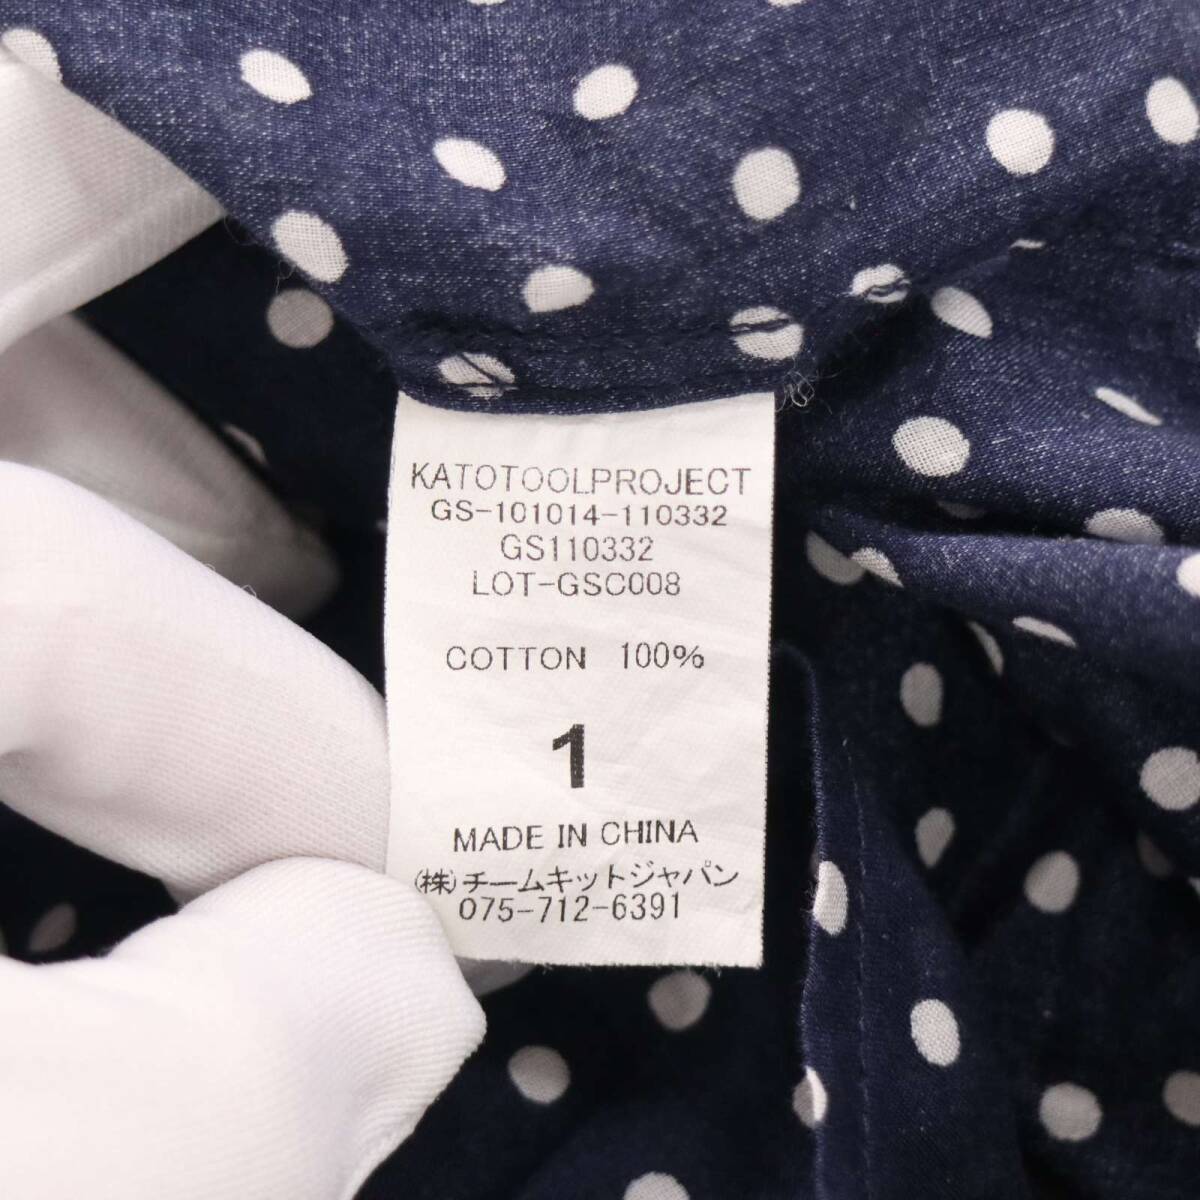 KATOTOOLPROJECT
GS-101014-110332
GS110332
LOT-GSC008
COTTON 100%
1
MADE IN CHINA
(株)チームキットジャパン
075-712-6391